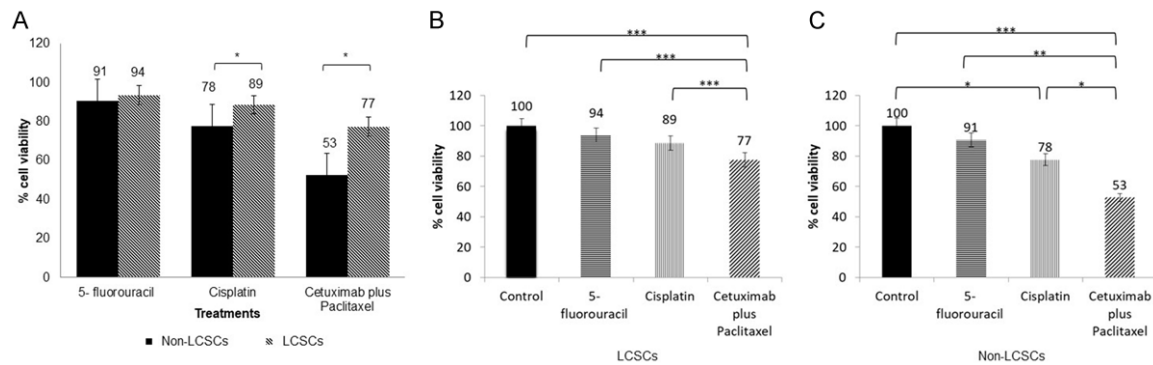 A
120
100
80
60
40
20
0
% cell viability
91
94
78
89
*
53
77
*
5- fluorouracil
Cisplatin
Cetuximab plus
Paclitaxel
Treatments
Non-LCSCs
LCSCs
B
***
***
***
120
100
80
60
40
20
0
% cell viability
100
94
89
77
Control
5-
fluorouracil
Cisplatin
Cetuximab
plus
Paclitaxel
LCSCs
C
***
**
*
*
120
100
80
60
40
20
0
% cell viability
100
91
78
53
Control
5-
fluorouracil
Cisplatin
Cetuximab
plus
Paclitaxel
Non-LCSCs